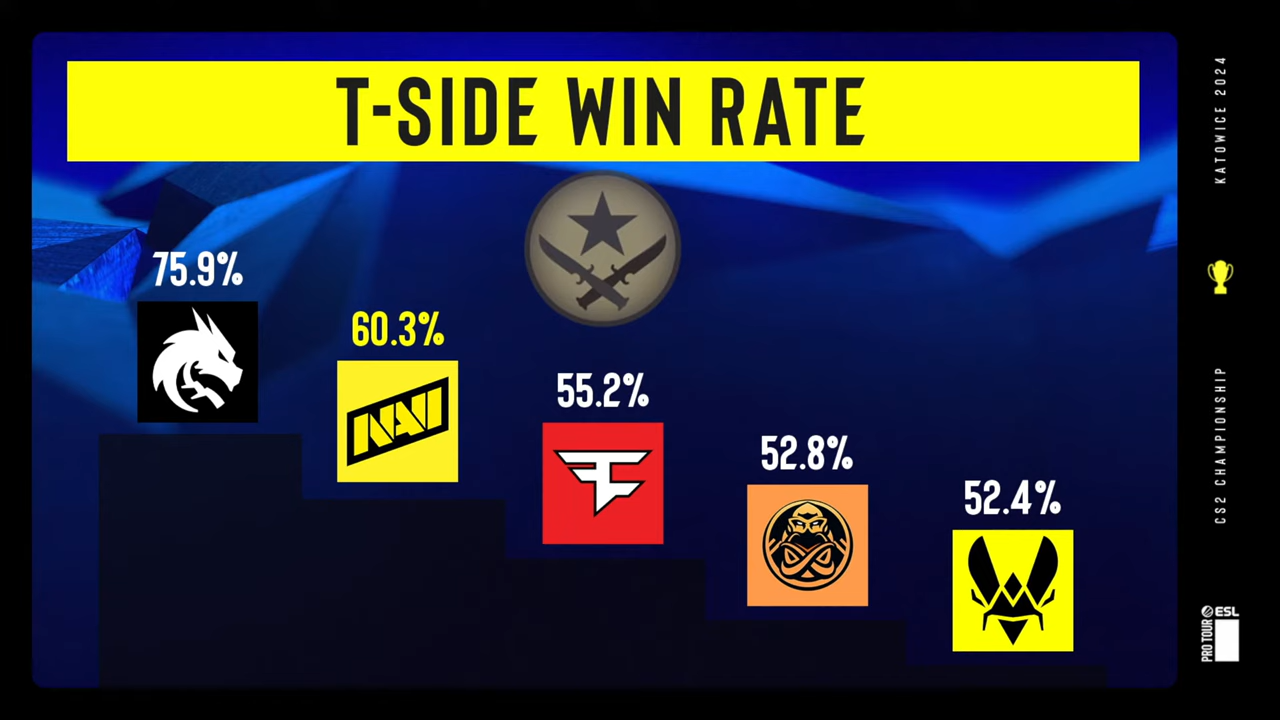 T-SIDE WIN RATE
75.9%
60.3%
NAVI
55.2%
52.8%
52.4%
KATOWICE 2024
CS2 CHAMPIONSHIP
ESL
PRO TOUR